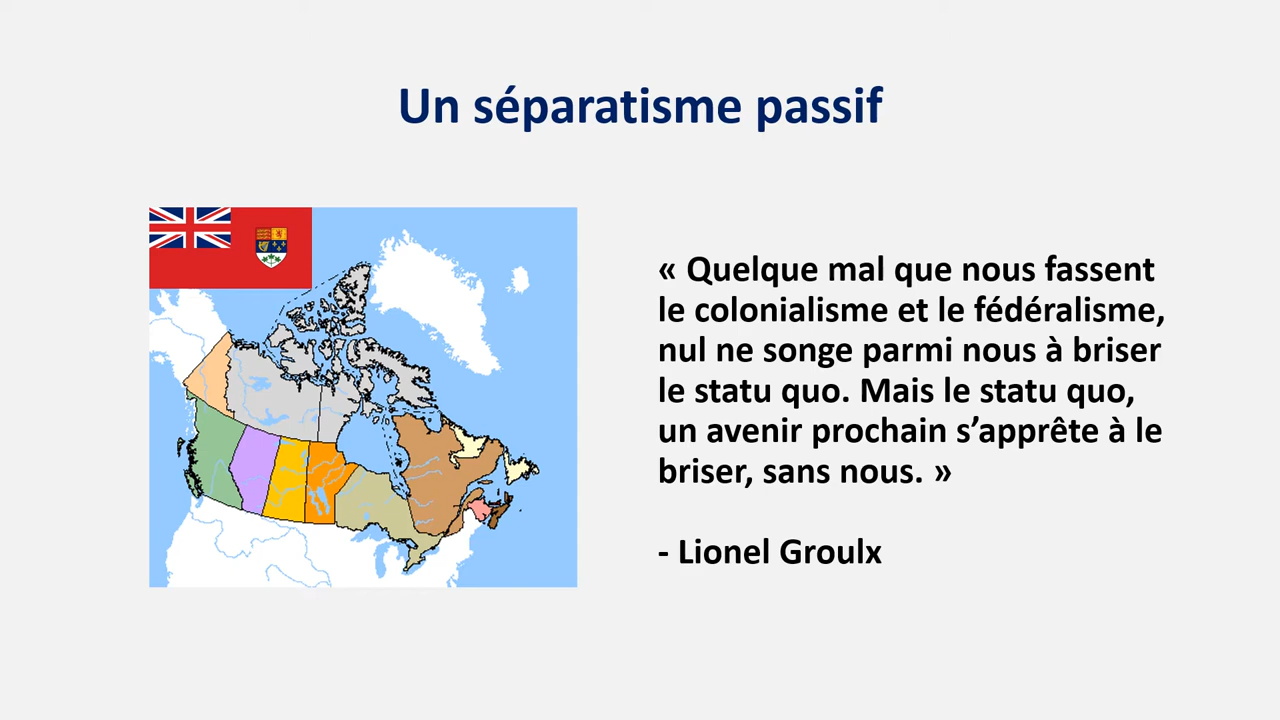 Un séparatisme passif
« Quelque mal que nous fassent
le colonialisme et le fédéralisme,
nul ne songe parmi nous à briser
le statu quo. Mais le statu quo,
un avenir prochain s’apprête à le
briser, sans nous. »
- Lionel Groulx